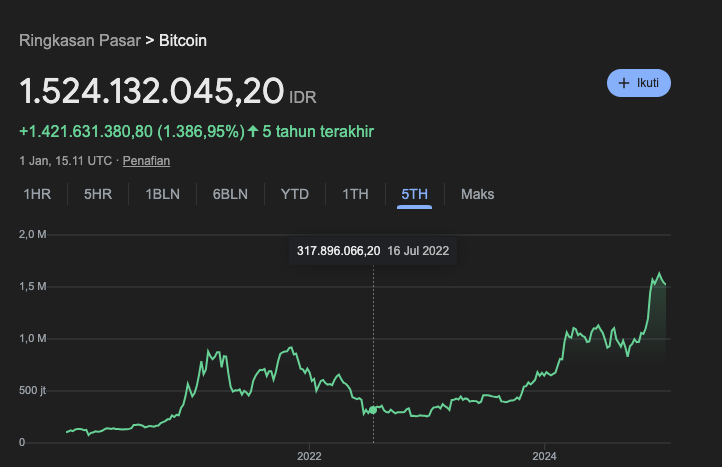 Ringkasan Pasar > Bitcoin
1.524.132.045,20 IDR
+ Ikuti
+1.421.631.380,80 (1.386,95%) ↑ 5 tahun terakhir
1 Jan, 15.11 UTC · Penafian
1HR 5HR 1BLN 6BLN YTD 1TH 5TH Maks
2,0 M
317.896.066,20 16 Jul 2022
1,5 M
1,0 M
500 jt
0
2022 2024